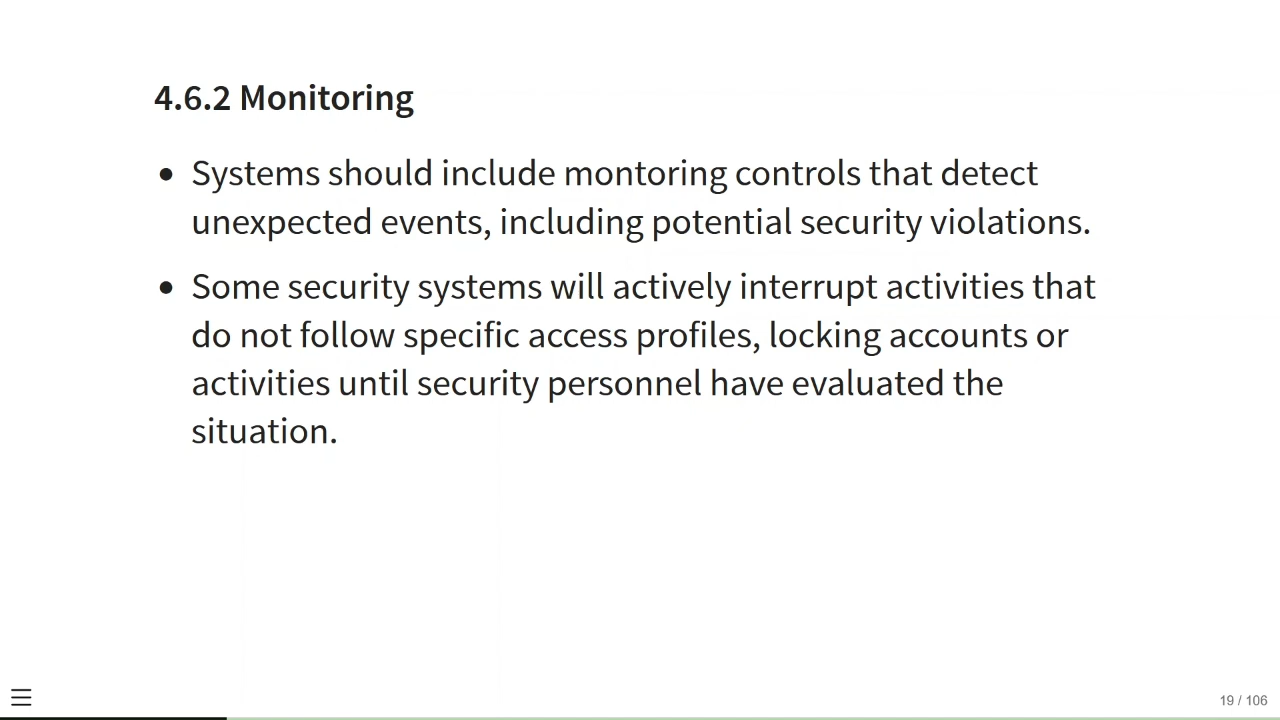 4.6.2 Monitoring
• Systems should include montoring controls that detect
unexpected events, including potential security violations.
• Some security systems will actively interrupt activities that
do not follow specific access profiles, locking accounts or
activities until security personnel have evaluated the
situation.
19 / 106